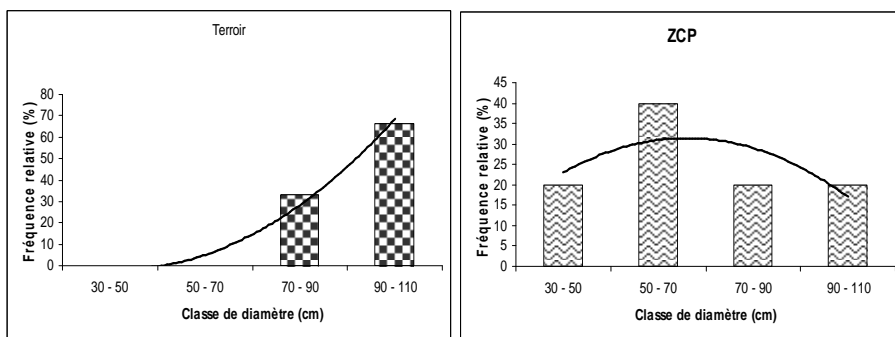 Terroir
Fréquence relative (%)
80
70
60
50
40
30
20
10
0
30 - 50 50 - 70 70 - 90 90 - 110
Classe de diamètre (cm)
ZCP
Fréquence relative (%)
45
40
35
30
25
20
15
10
5
0
30 - 50 50 - 70 70 - 90 90 - 110
Classe de diamètre (cm)